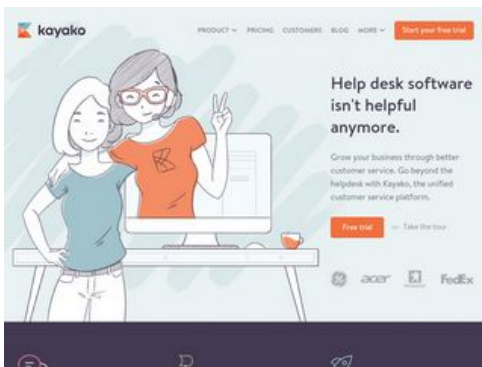 kayako
PRODUCT PRICING CUSTOMERS BLOG MORE Start your free trial
Help desk software
isn't helpful
anymore.
Grow your business through better
customer service. Go beyond the
helpdesk with Kayako, the unified
customer service platform.
Free trial or Take the tour
acer FedEx